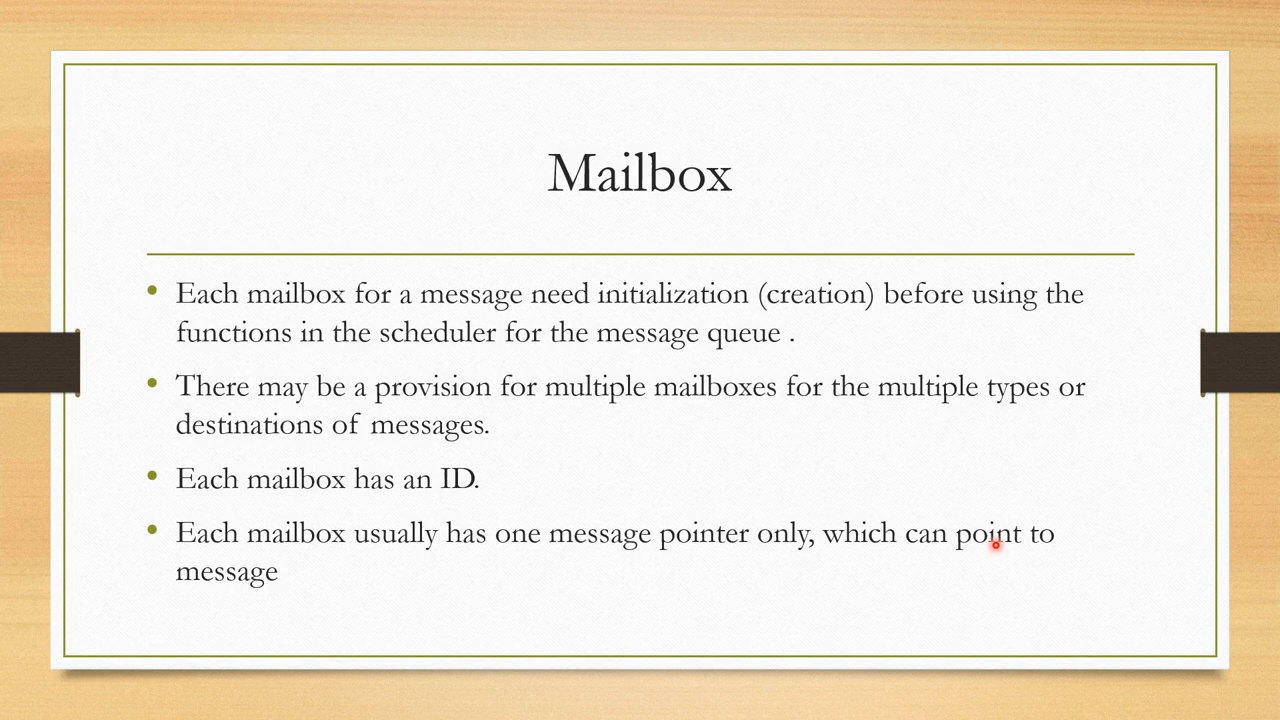 Mailbox
• Each mailbox for a message need initialization (creation) before using the
functions in the scheduler for the message queue .
• There may be a provision for multiple mailboxes for the multiple types or
destinations of messages.
• Each mailbox has an ID.
• Each mailbox usually has one message pointer only, which can point to
message